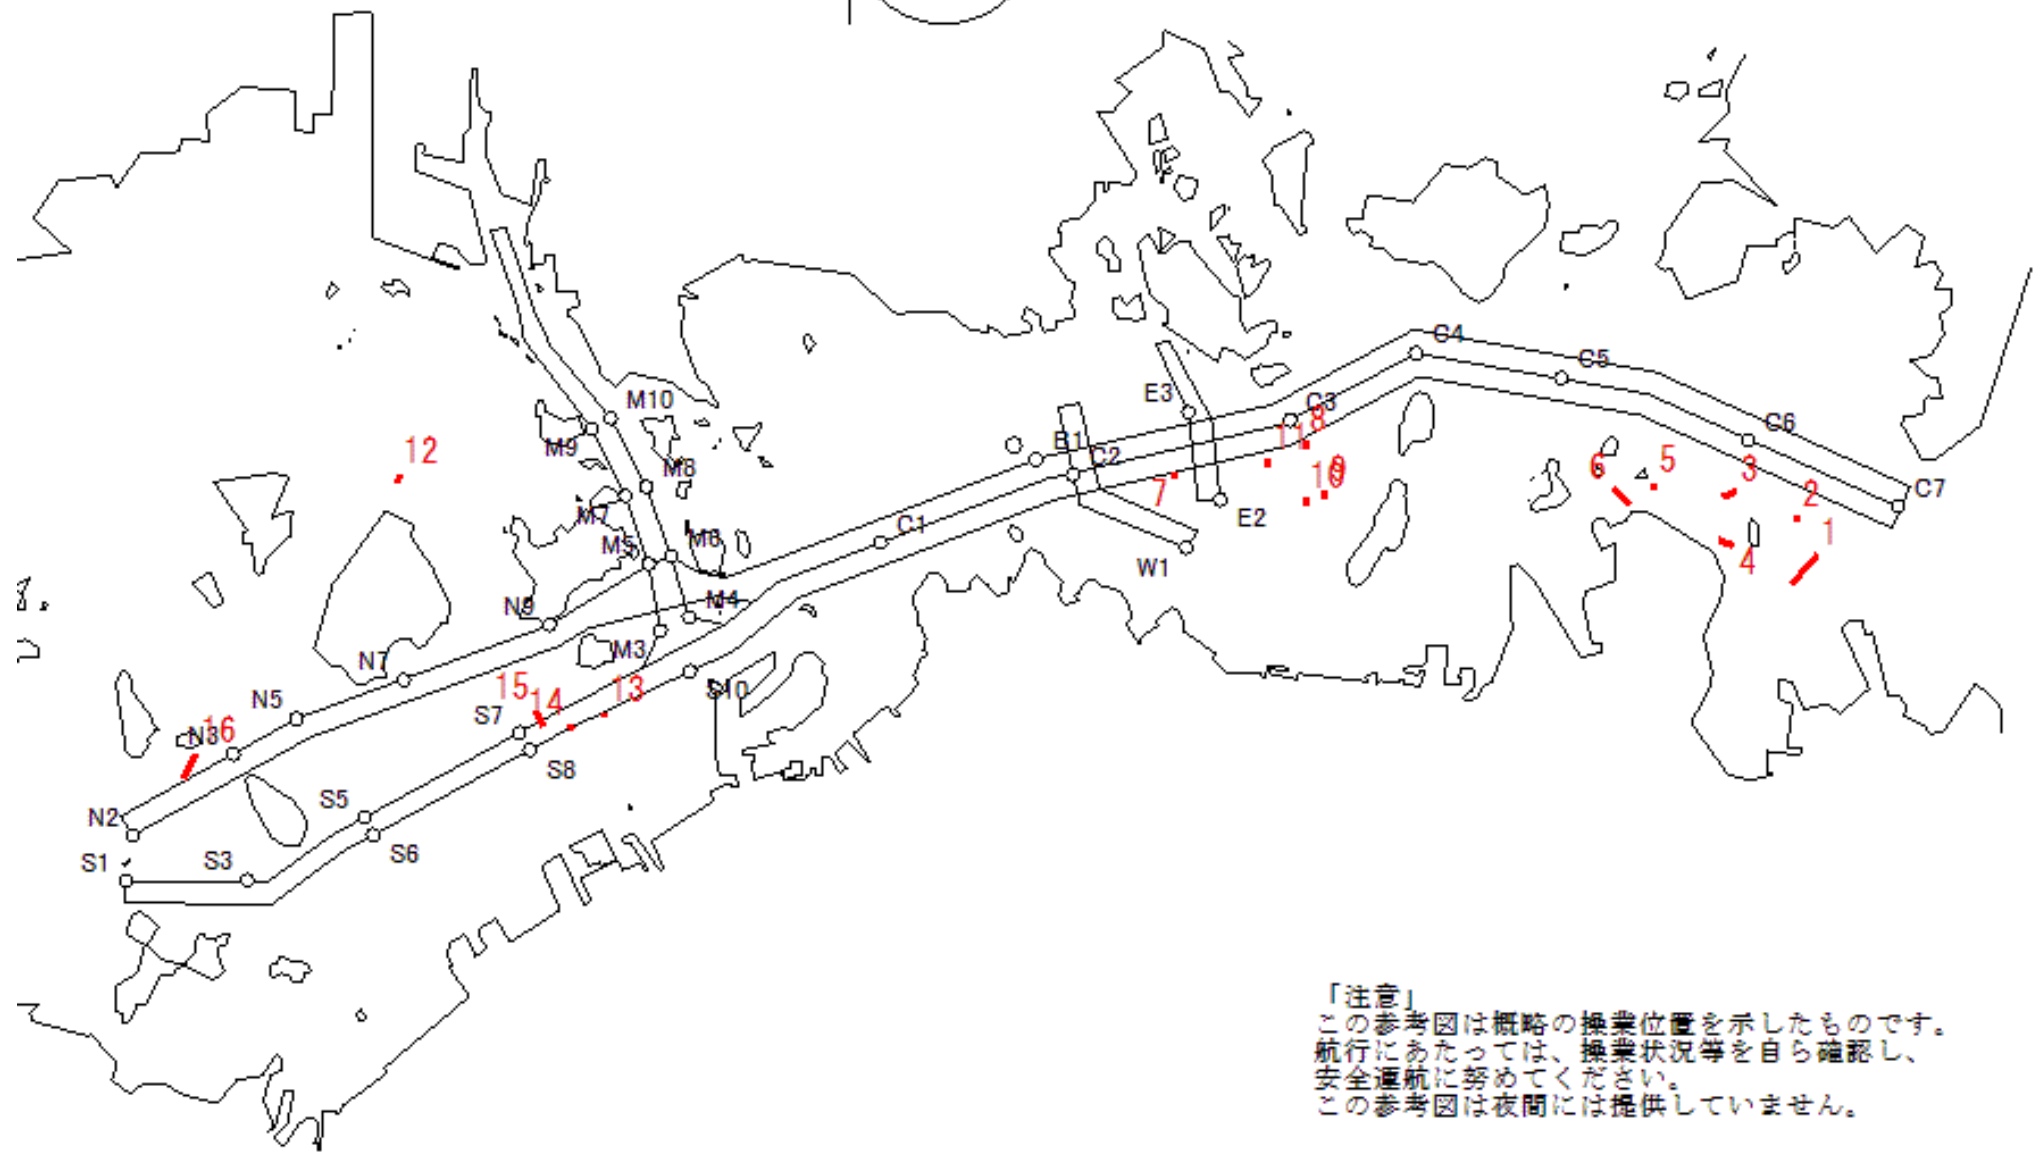 C4
C5
M10
E3
C3
8
C6
M9
12
B1
11
M8
C2
10
9
6
5
3
C7
7
M7
E2
2
C1
M5
M6
1
W1
4
N9
M4
M3
N7
S10
15
14
13
N5
S7
N3
16
S8
S5
N2
S6
S1
S3
「注意」
この参考図は概略の操業位置を示したものです。
航行にあたっては、操業状況等を自ら確認し、
安全運航に努めてください。
この参考図は夜間には提供していません。